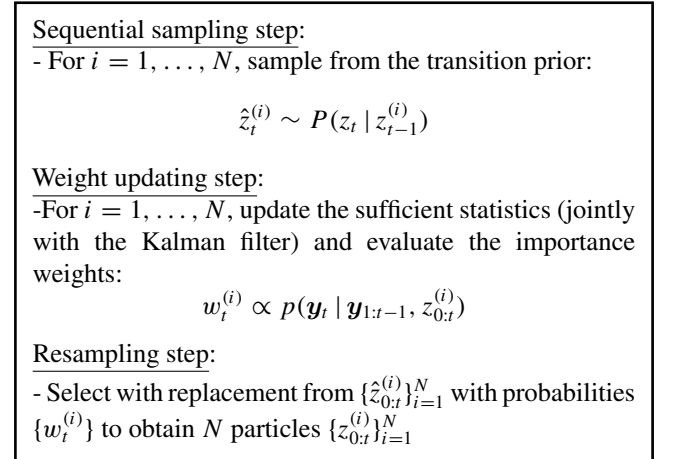 Sequential sampling step:
- For i = 1, . . . , N, sample from the transition prior:
ẑ_t^{(i)} ∼ P(z_t | z_{t−1}^{(i)})
Weight updating step:
-For i = 1, . . . , N, update the sufficient statistics (jointly
with the Kalman filter) and evaluate the importance
weights:
w_t^{(i)} ∝ p(𝒚_t | 𝒚_{1:t−1}, z_{0:t}^{(i)})
Resampling step:
- Select with replacement from {ẑ_{0:t}^{(i)}}_{i=1}^N with probabilities
{w_t^{(i)}} to obtain N particles {z_{0:t}^{(i)}}_{i=1}^N